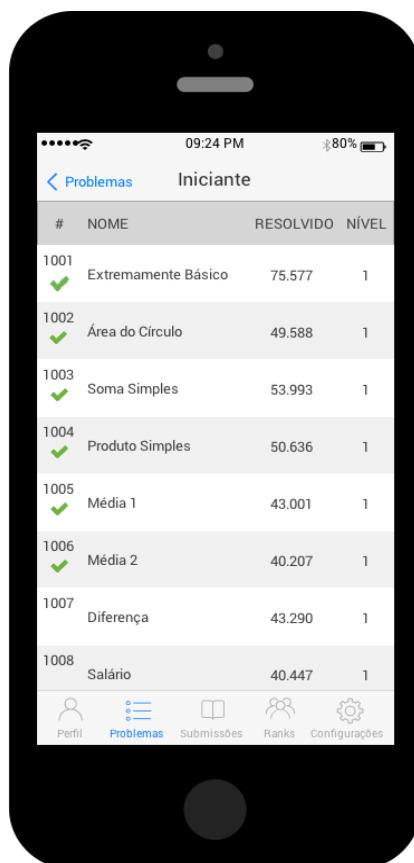 09:24 PM 80%
Problemas Iniciante
# NOME RESOLVIDO NÍVEL
1001
Extremamente Básico 75.577 1
1002
Área do Círculo 49.588 1
1003
Soma Simples 53.993 1
1004
Produto Simples 50.636 1
1005
Média 1 43.001 1
1006
Média 2 40.207 1
1007
Diferença 43.290 1
1008
Salário 40.447 1
Perfil Problemas Submissões Ranks Configurações